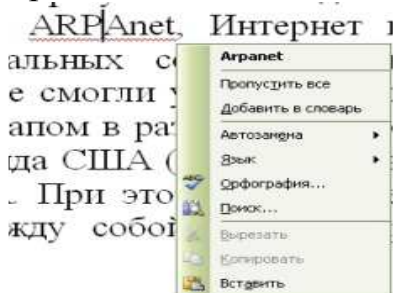 ARPAnet, Интернет
альных
Arpanet
е смогли
Пропустить все
Добавить в словарь
апом в ра
Автозамена
да США (
Язык
Орфография...
. При это
Поиск...
жду собой
Вырезать
Копировать
Вставить